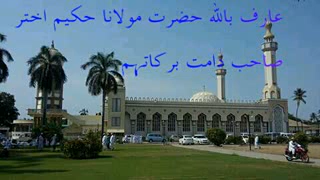 عارف باللہ حضرت مولانا حکیم اختر
صاحب دامت برکاتہم